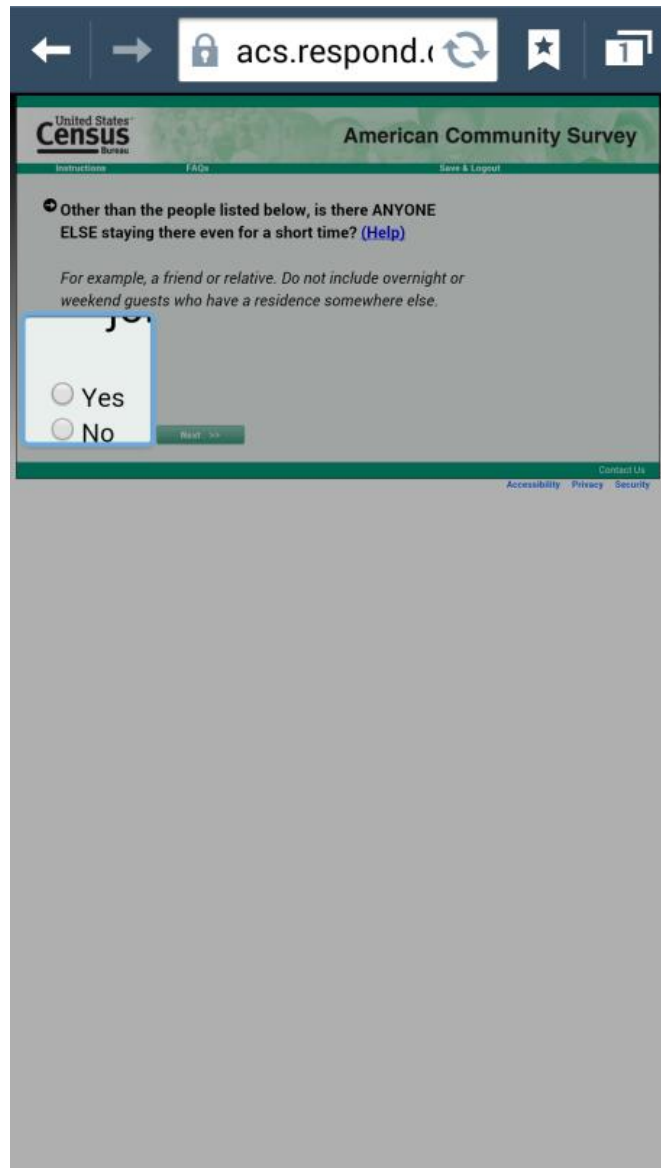 acs.respond.
1
United States
Census
Bureau
American Community Survey
Instructions FAQs Save & Logout
Other than the people listed below, is there ANYONE
ELSE staying there even for a short time? (Help)
For example, a friend or relative. Do not include overnight or
weekend guests who have a residence somewhere else.
Yes
No
Next >>
Contact Us
Accessibility Privacy Security